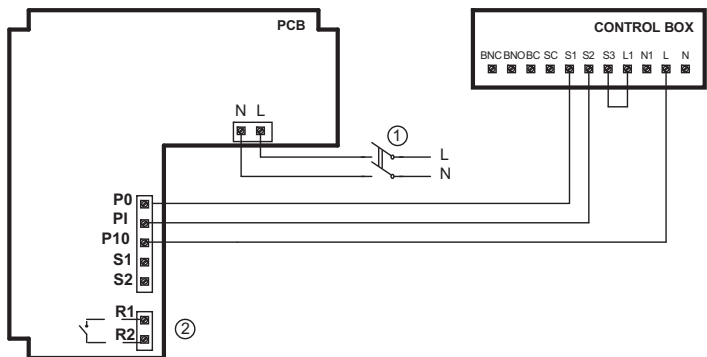 PCB
CONTROL BOX
BNC BNO BC SC S1 S2 S3 L1 N1 L N
N L
①
L
N
P0
PI
P10
S1
S2
R1
R2
②